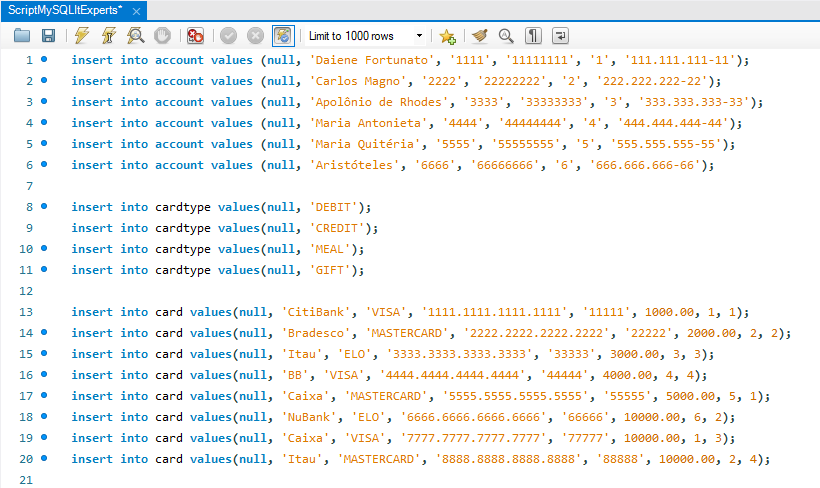 ScriptMySQLItExperts*
Limit to 1000 rows
1 insert into account values (null, 'Daiene Fortunato', '1111', '11111111', '1', '111.111.111-11');
2 insert into account values (null, 'Carlos Magno', '2222', '22222222', '2', '222.222.222-22');
3 insert into account values (null, 'Apolônio de Rhodes', '3333', '33333333', '3', '333.333.333-33');
4 insert into account values (null, 'Maria Antonieta', '4444', '44444444', '4', '444.444.444-44');
5 insert into account values (null, 'Maria Quitéria', '5555', '55555555', '5', '555.555.555-55');
6 insert into account values (null, 'Aristóteles', '6666', '66666666', '6', '666.666.666-66');
7
8 insert into cardtype values(null, 'DEBIT');
9 insert into cardtype values(null, 'CREDIT');
10 insert into cardtype values(null, 'MEAL');
11 insert into cardtype values(null, 'GIFT');
12
13 insert into card values(null, 'CitiBank', 'VISA', '1111.1111.1111.1111', '11111', 1000.00, 1, 1);
14 insert into card values(null, 'Bradesco', 'MASTERCARD', '2222.2222.2222.2222', '22222', 2000.00, 2, 2);
15 insert into card values(null, 'Itau', 'ELO', '3333.3333.3333.3333', '33333', 3000.00, 3, 3);
16 insert into card values(null, 'BB', 'VISA', '4444.4444.4444.4444', '44444', 4000.00, 4, 4);
17 insert into card values(null, 'Caixa', 'MASTERCARD', '5555.5555.5555.5555', '55555', 5000.00, 5, 1);
18 insert into card values(null, 'NuBank', 'ELO', '6666.6666.6666.6666', '66666', 10000.00, 6, 2);
19 insert into card values(null, 'Caixa', 'VISA', '7777.7777.7777.7777', '77777', 10000.00, 1, 3);
20 insert into card values(null, 'Itau', 'MASTERCARD', '8888.8888.8888.8888', '88888', 10000.00, 2, 4);
21